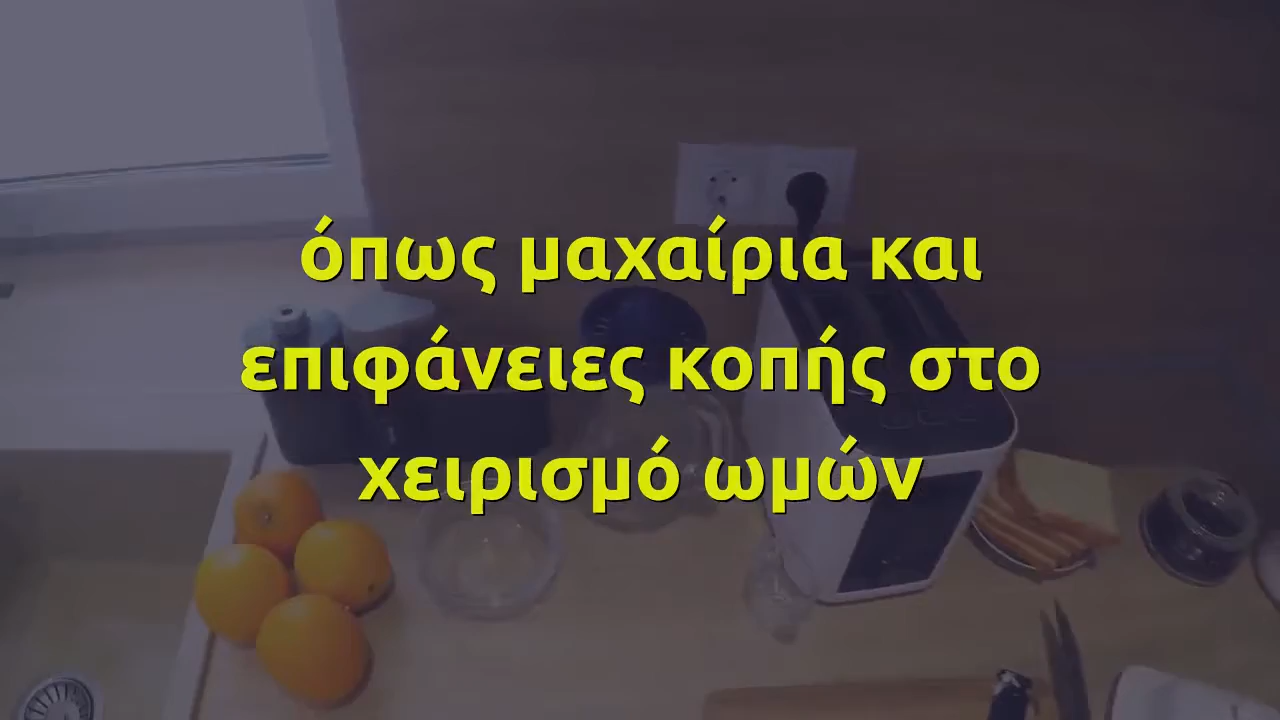 όπως μαχαίρια και
επιφάνειες κοπής στο
χειρισμό ωμών